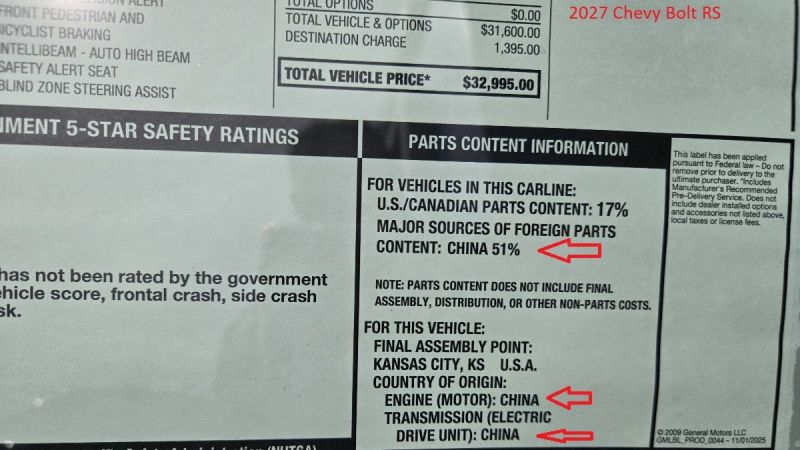 FRONT PEDESTRIAN AND
BICYCLIST BRAKING
INTELLIBEAM - AUTO HIGH BEAM
SAFETY ALERT SEAT
BLIND ZONE STEERING ASSIST
TOTAL OPTIONS $0.00
TOTAL VEHICLE & OPTIONS $31,600.00
DESTINATION CHARGE 1,395.00
TOTAL VEHICLE PRICE* $32,995.00
2027 Chevy Bolt RS
NMENT 5-STAR SAFETY RATINGS
has not been rated by the government
ehicle score, frontal crash, side crash
sk.
PARTS CONTENT INFORMATION
FOR VEHICLES IN THIS CARLINE:
U.S./CANADIAN PARTS CONTENT: 17%
MAJOR SOURCES OF FOREIGN PARTS
CONTENT: CHINA 51%
NOTE: PARTS CONTENT DOES NOT INCLUDE FINAL
ASSEMBLY, DISTRIBUTION, OR OTHER NON-PARTS COSTS.
FOR THIS VEHICLE:
FINAL ASSEMBLY POINT:
KANSAS CITY, KS U.S.A.
COUNTRY OF ORIGIN:
ENGINE (MOTOR): CHINA
TRANSMISSION (ELECTRIC
DRIVE UNIT): CHINA
This label has been applied
pursuant to Federal law – Do not
remove prior to delivery to the
ultimate purchaser. *Includes
Manufacturer's Recommended
Pre-Delivery Service. Does not
include dealer installed options
and accessories not listed above,
local taxes or license fees.
© 2009 General Motors LLC
GMLBL_PROD_0044 – 11/01/2025